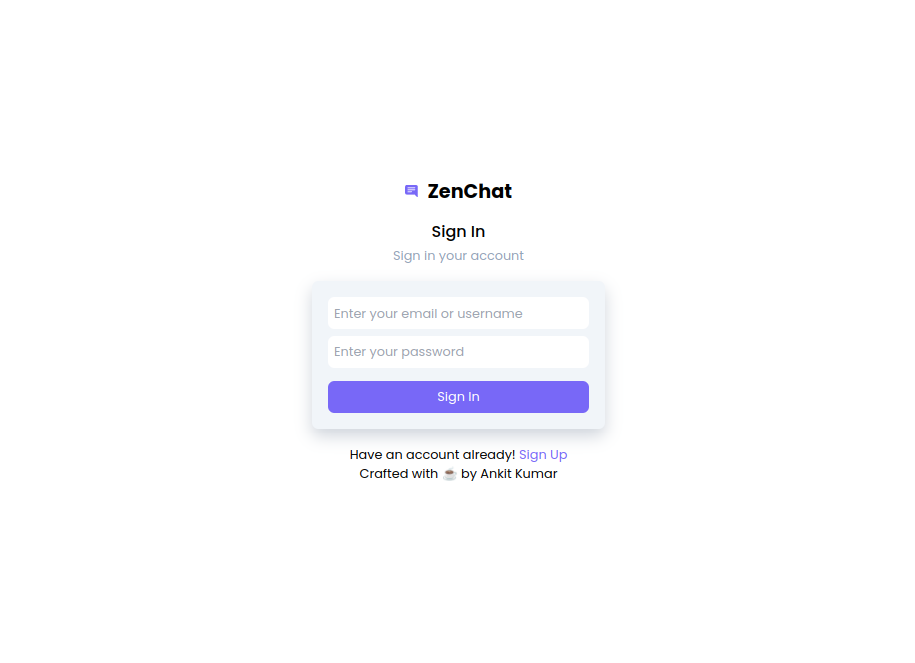 ZenChat
Sign In
Sign in your account
Enter your email or username
Enter your password
Sign In
Have an account already! Sign Up
Crafted with ☕ by Ankit Kumar